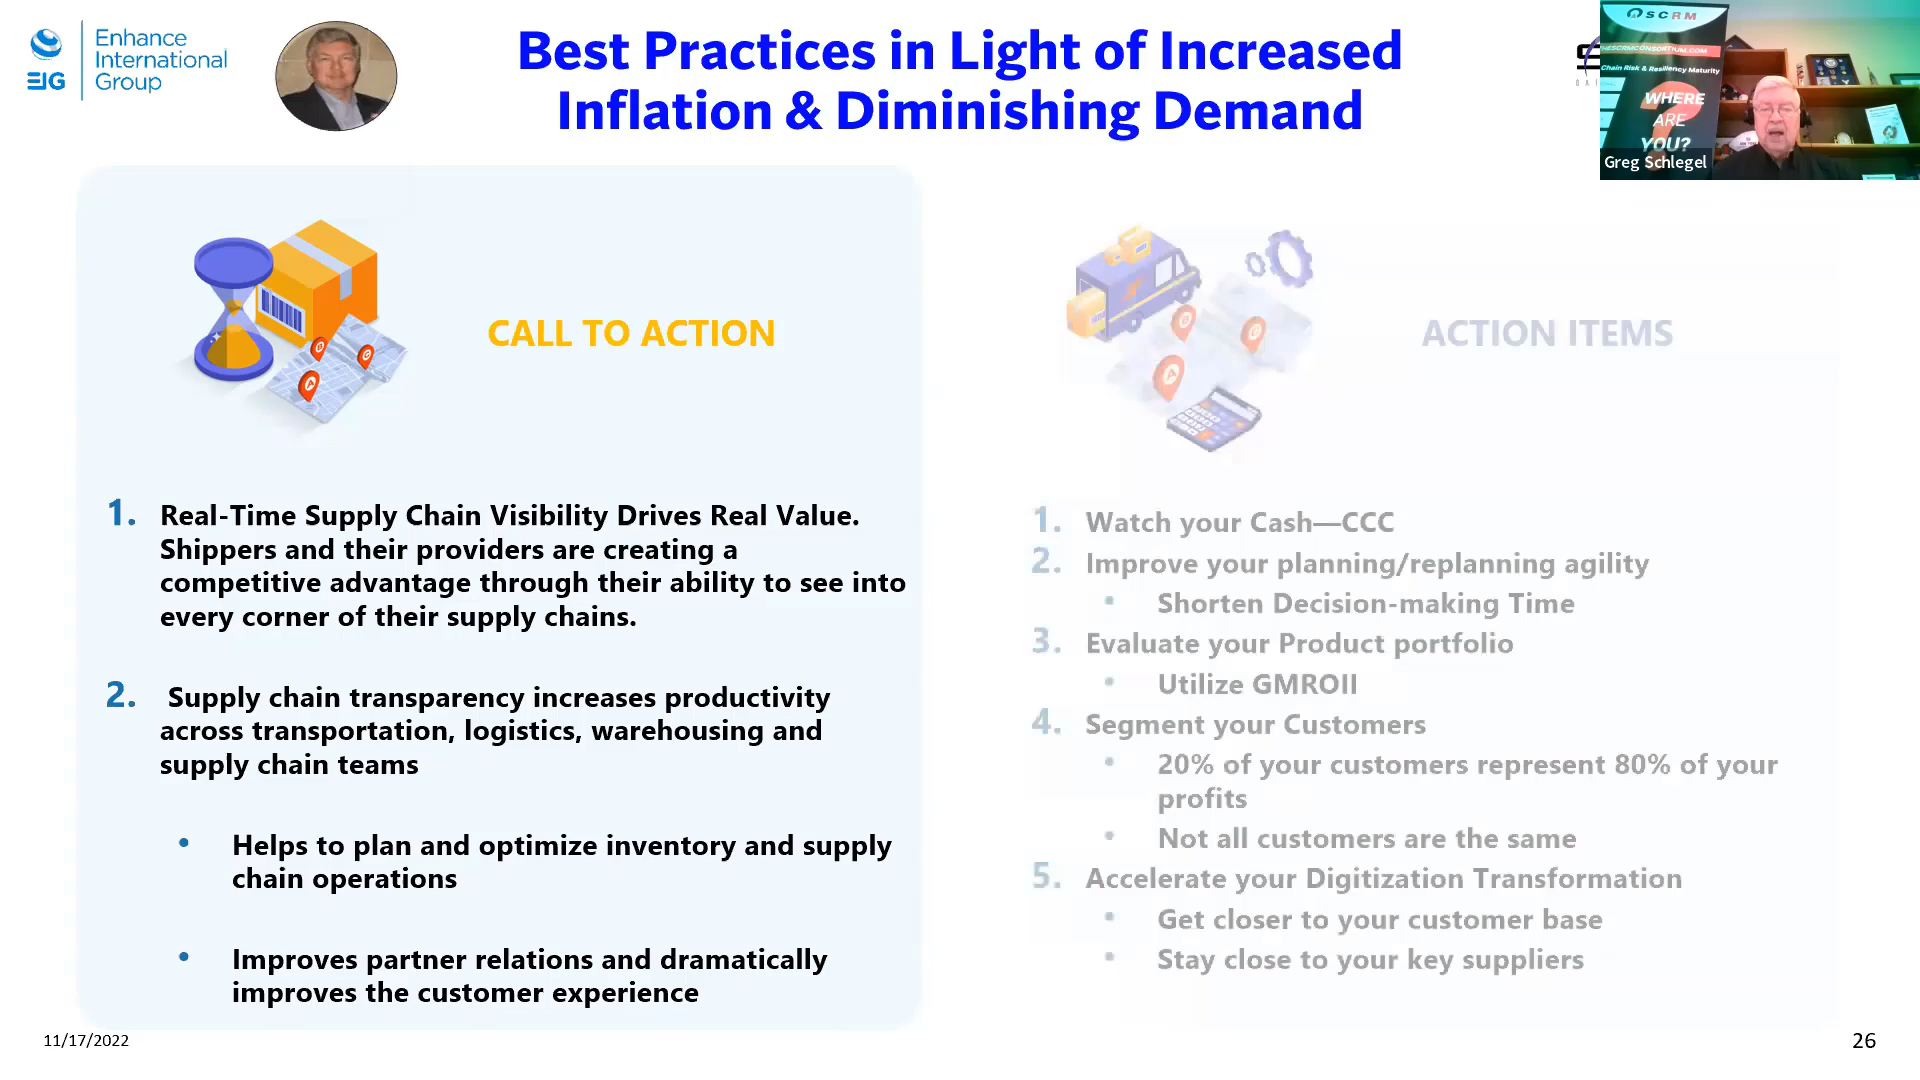 EIG
Enhance
International
Group
Best Practices in Light of Increased
Inflation & Diminishing Demand
SCRM
HESCRMCONSORTIUM.COM
Chain Risk & Resiliency Maturity
WHERE
ARE
YOU?
Greg Schlegel
CALL TO ACTION
1. Real-Time Supply Chain Visibility Drives Real Value.
Shippers and their providers are creating a
competitive advantage through their ability to see into
every corner of their supply chains.
2. Supply chain transparency increases productivity
across transportation, logistics, warehousing and
supply chain teams
• Helps to plan and optimize inventory and supply
chain operations
• Improves partner relations and dramatically
improves the customer experience
ACTION ITEMS
1. Watch your Cash—CCC
2. Improve your planning/replanning agility
• Shorten Decision-making Time
3. Evaluate your Product portfolio
• Utilize GMROII
4. Segment your Customers
• 20% of your customers represent 80% of your
profits
• Not all customers are the same
5. Accelerate your Digitization Transformation
• Get closer to your customer base
• Stay close to your key suppliers
11/17/2022
26